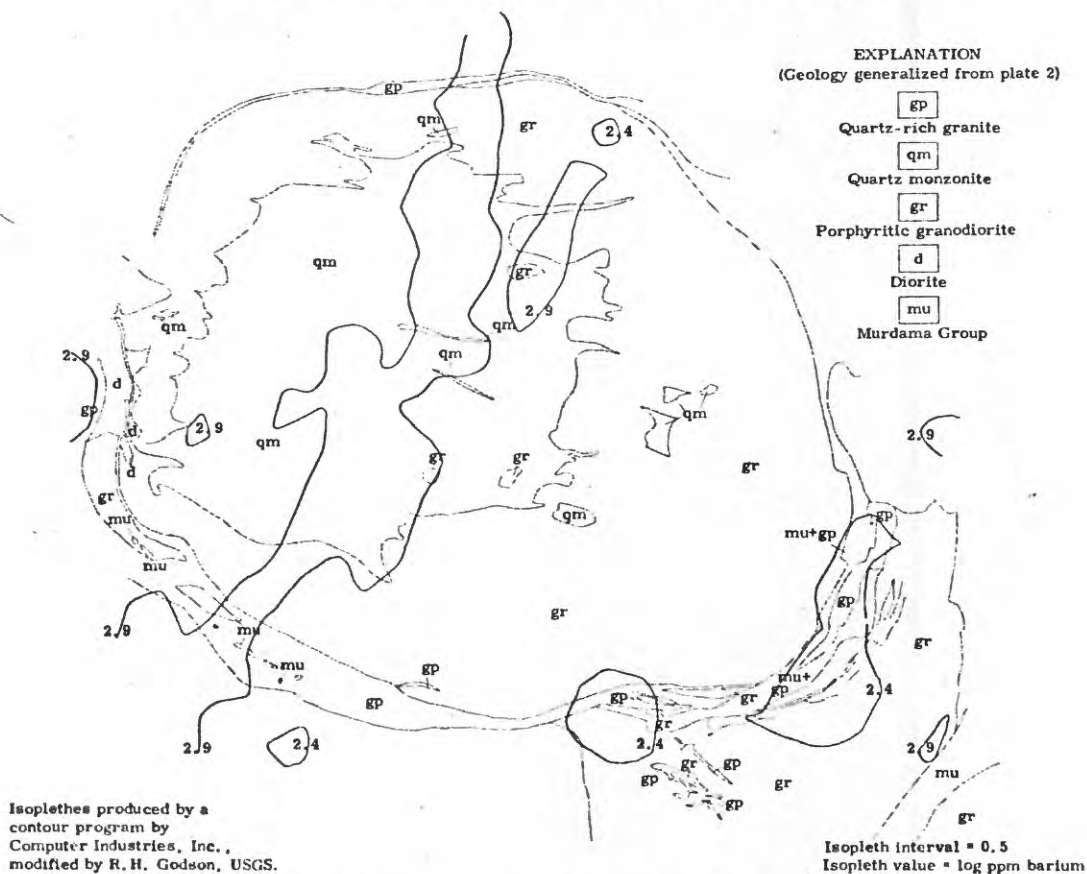 EXPLANATION
(Geology generalized from plate 2)
gp
Quartz-rich granite
qm
Quartz monzonite
gr
Porphyritic granodiorite
d
Diorite
mu
Murdama Group
gp
qm
gr
2.4
qm
gr
2.9
qm
qm
qm
2.9
d
gp
d
2.9
qm
qm
2.9
d
gr
gr
gr
gr
mu
qm
gp
mu+gp
mu
gp
gr
2.9
mu
gr
mu
gp
mu+
gp
gp
gr
gp
2.4
gr
2.9
2.4
2.4
2.9
gr
gp
gp
gr
mu
gp
gr
Isoplethes produced by a
contour program by
Computer Industries, Inc.,
modified by R.H. Godson, USGS.
Isopleth interval = 0.5
Isopleth value = log ppm barium